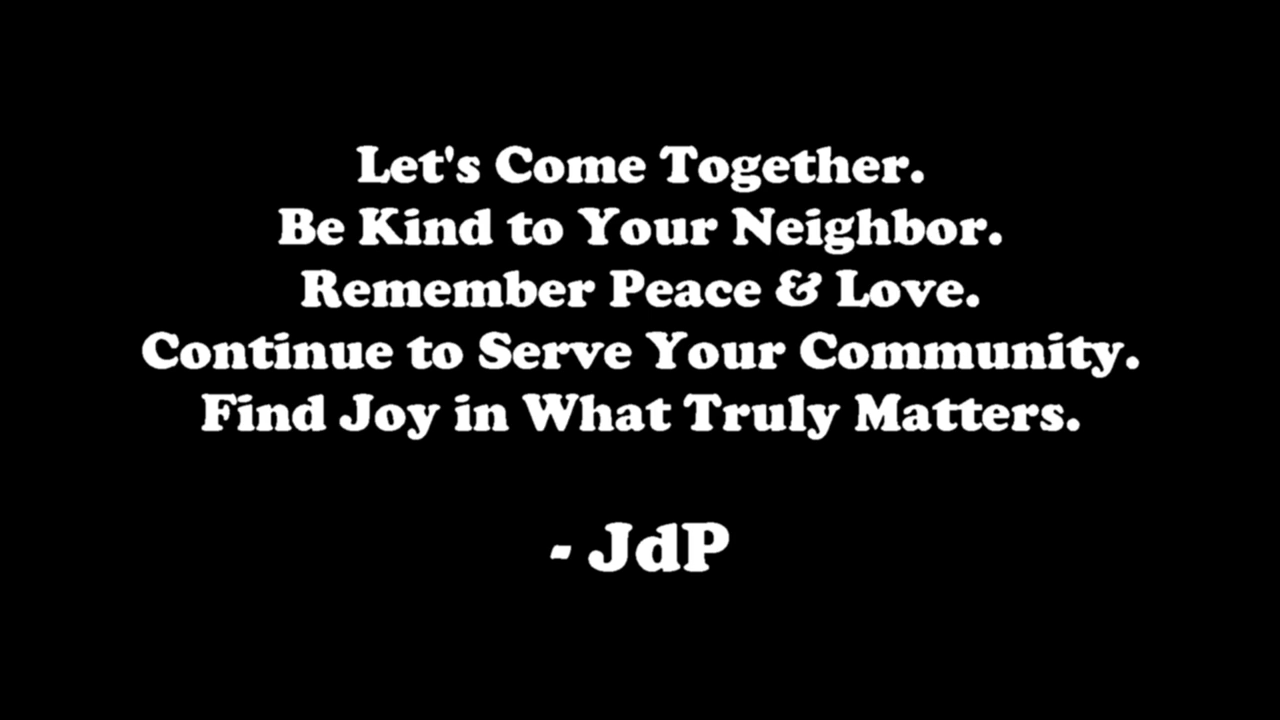 Let's Come Together.
Be Kind to Your Neighbor.
Remember Peace & Love.
Continue to Serve Your Community.
Find Joy in What Truly Matters.
- JdP